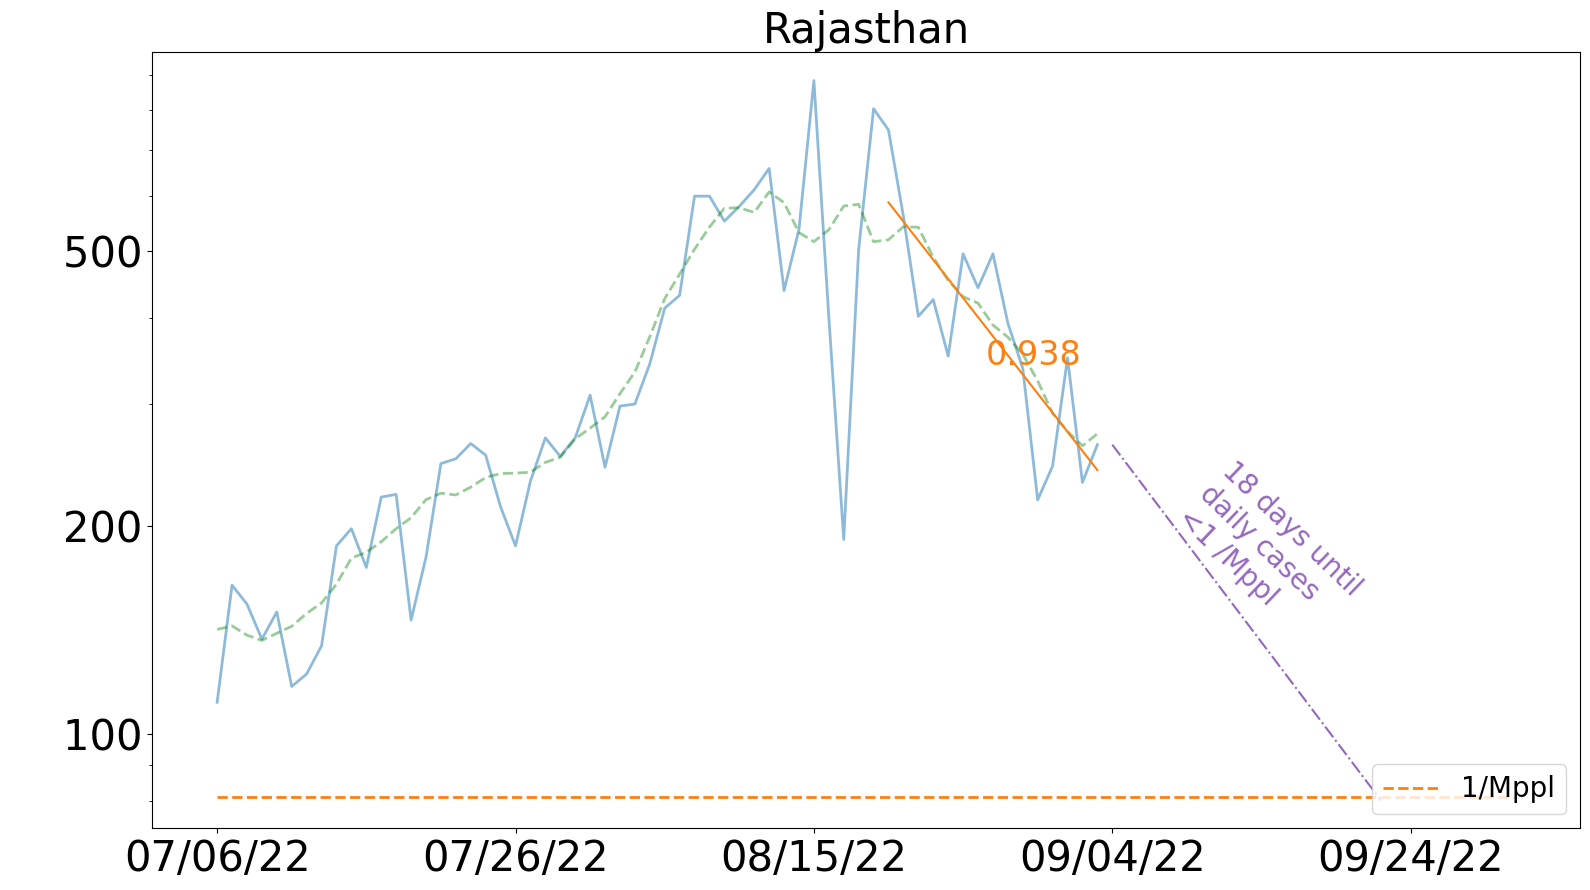 Rajasthan
500
200
100
0.938
18 days until
daily cases
<1 /Mppl
1/Mppl
07/06/22
07/26/22
08/15/22
09/04/22
09/24/22